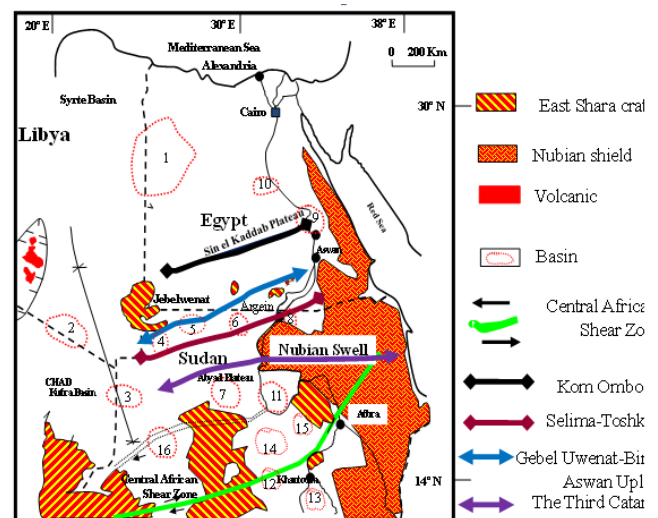 20° E
30° E
38° E
Mediterranean Sea
Alexandria
0 200 Km.
Syrte Basin
Cairo
30° N
Libya
1
10
Egypt
Sin el Kaddab Plateau
9
Red Sea
Aswan
Jebelwenat
Argein
2
4
5
6
8
Sudan
Nubian Swell
Abyad Plateau
CHAD
Kufra Basin
3
7
11
Atbra
15
16
14
Central African
Shear Zone
12
Khartoum
13
14° N
East Shara crat
Nubian shield
Volcanic
Basin
Central Africa
Shear Zo
Kom Ombo
Selima-Toshk
Gebel Uwenat-Bir
Aswan Upl
The Third Catar